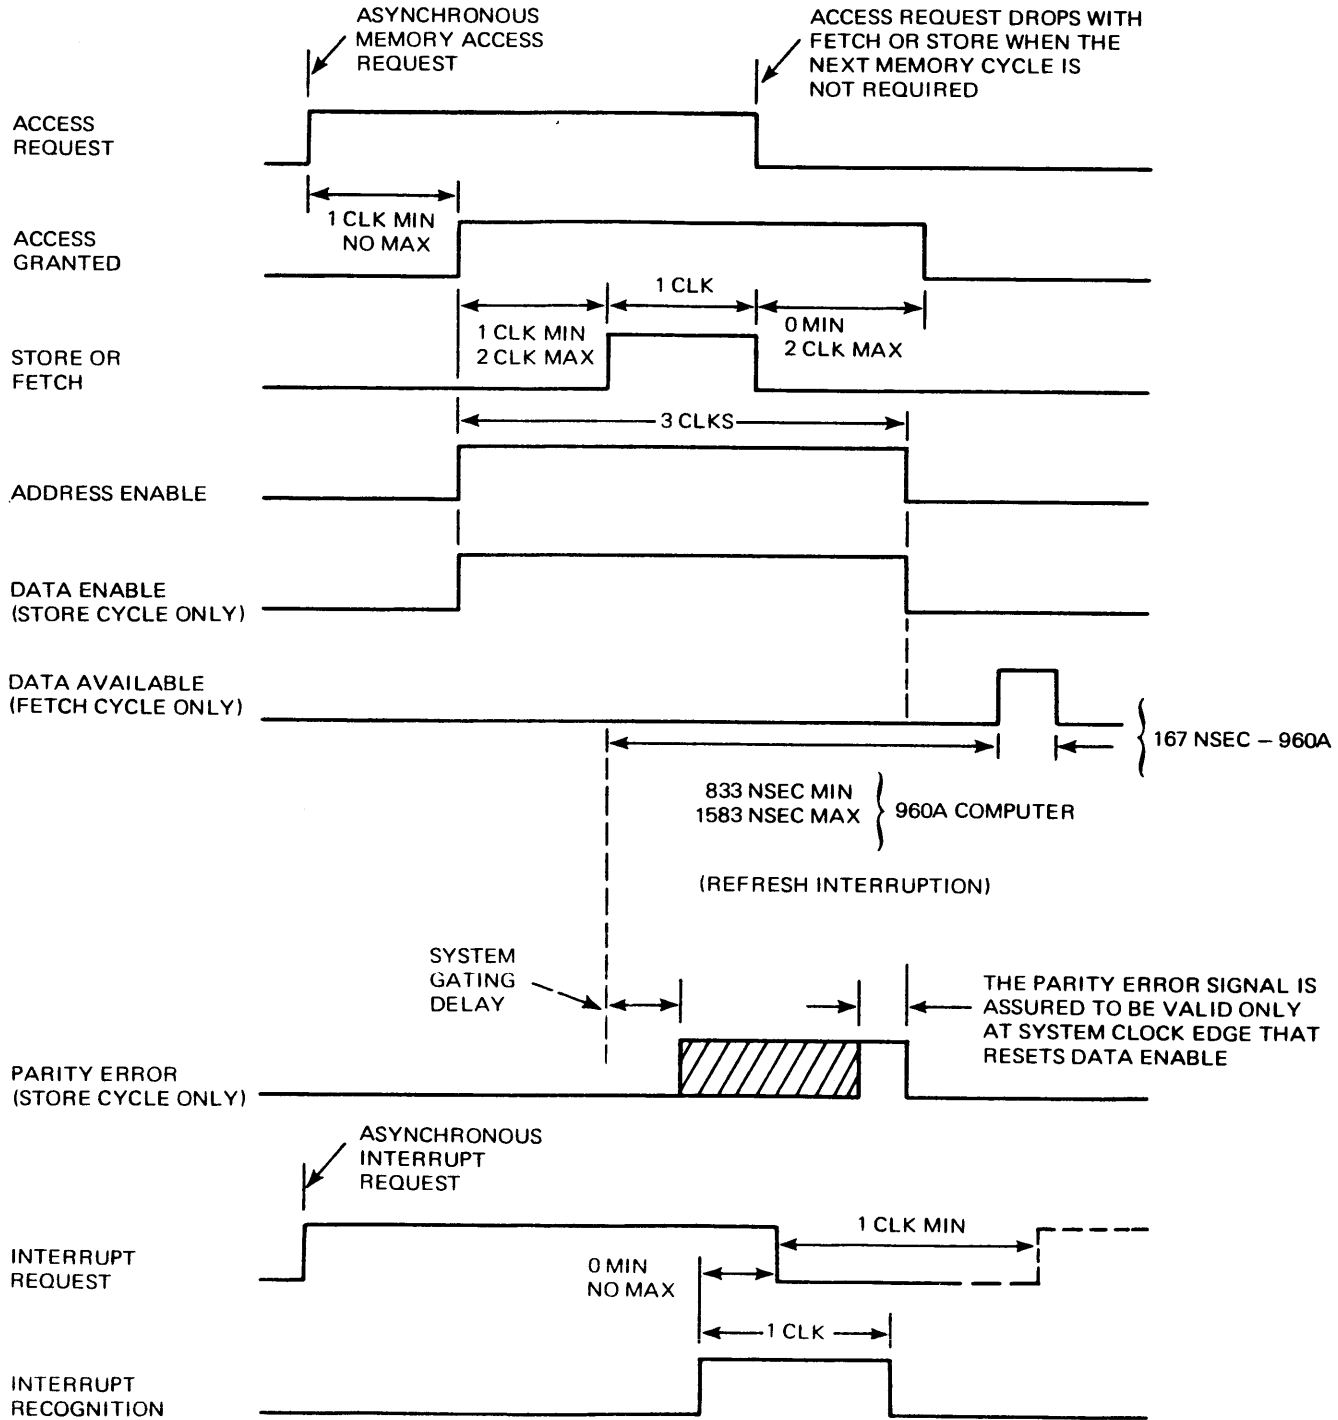 ASYNCHRONOUS
MEMORY ACCESS
REQUEST
ACCESS REQUEST DROPS WITH
FETCH OR STORE WHEN THE
NEXT MEMORY CYCLE IS
NOT REQUIRED
ACCESS
REQUEST
1 CLK MIN
NO MAX
ACCESS
GRANTED
1 CLK
1 CLK MIN
2 CLK MAX
0 MIN
2 CLK MAX
STORE OR
FETCH
3 CLKS
ADDRESS ENABLE
DATA ENABLE
(STORE CYCLE ONLY)
DATA AVAILABLE
(FETCH CYCLE ONLY)
167 NSEC – 960A
833 NSEC MIN
1583 NSEC MAX
960A COMPUTER
(REFRESH INTERRUPTION)
SYSTEM
GATING
DELAY
THE PARITY ERROR SIGNAL IS
ASSURED TO BE VALID ONLY
AT SYSTEM CLOCK EDGE THAT
RESETS DATA ENABLE
PARITY ERROR
(STORE CYCLE ONLY)
ASYNCHRONOUS
INTERRUPT
REQUEST
1 CLK MIN
INTERRUPT
REQUEST
0 MIN
NO MAX
1 CLK
INTERRUPT
RECOGNITION